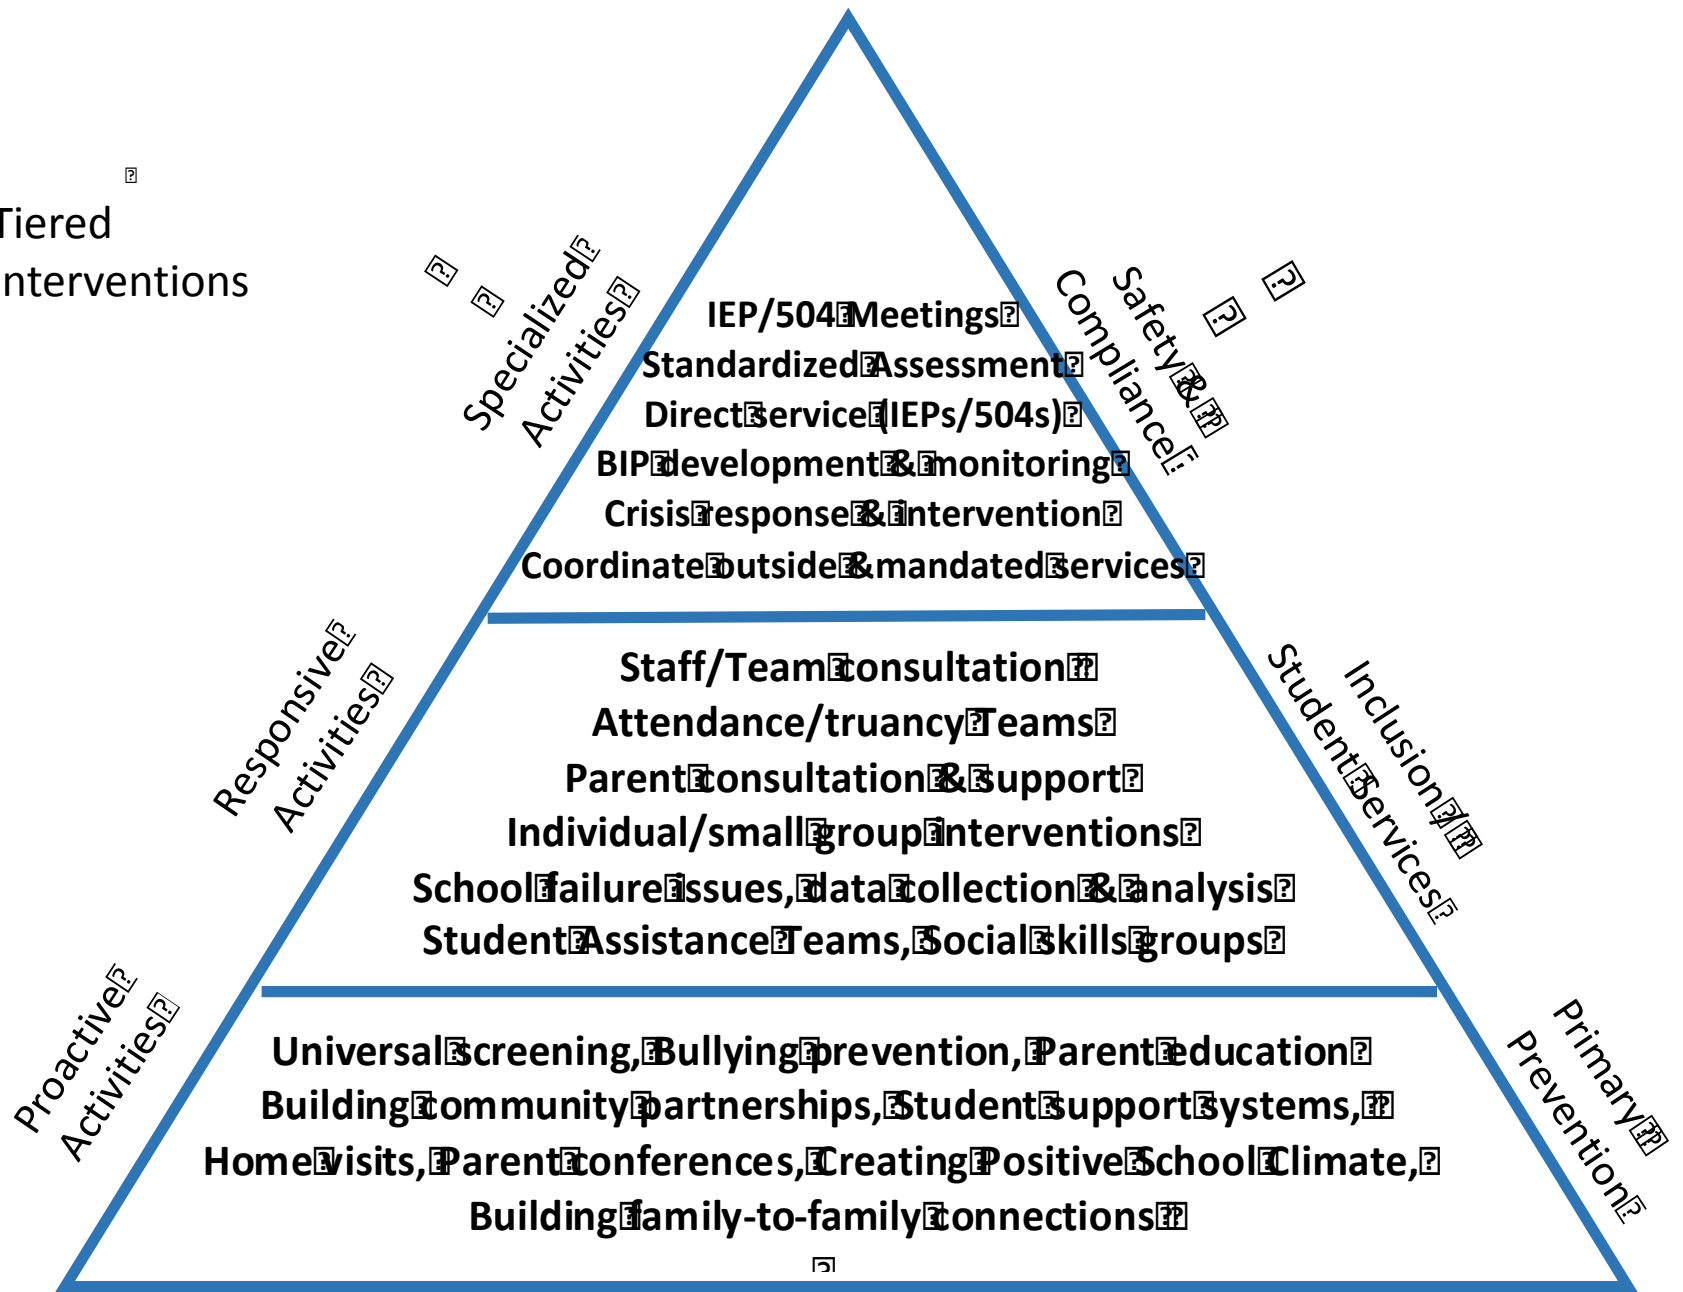 Tiered
nterventions
Specialized
Activities
Safety &
Compliance
IEP/504 Meetings
Standardized Assessment
Direct service (IEPs/504s)
BIP development & monitoring
Crisis response & intervention
Coordinate outside & mandated services
Responsive
Activities
Inclusion/
Student Services
Staff/Team consultation
Attendance/truancy Teams
Parent consultation & support
Individual/small group interventions
School failure issues, data collection & analysis
Student Assistance Teams, Social skills groups
Proactive
Activities
Primary
Prevention
Universal screening, Bullying prevention, Parent education
Building community partnerships, Student support systems,
Home visits, Parent conferences, Creating Positive School Climate,
Building family-to-family connections